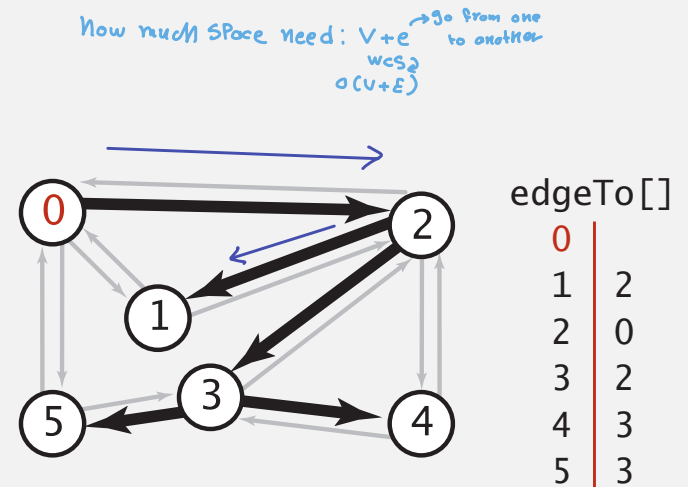 how much space need: V+e → go from one
to another
wcs
O(V+E)
edgeTo[]
0
1 2
2 0
3 2
4 3
5 3
0
2
1
3
5
4